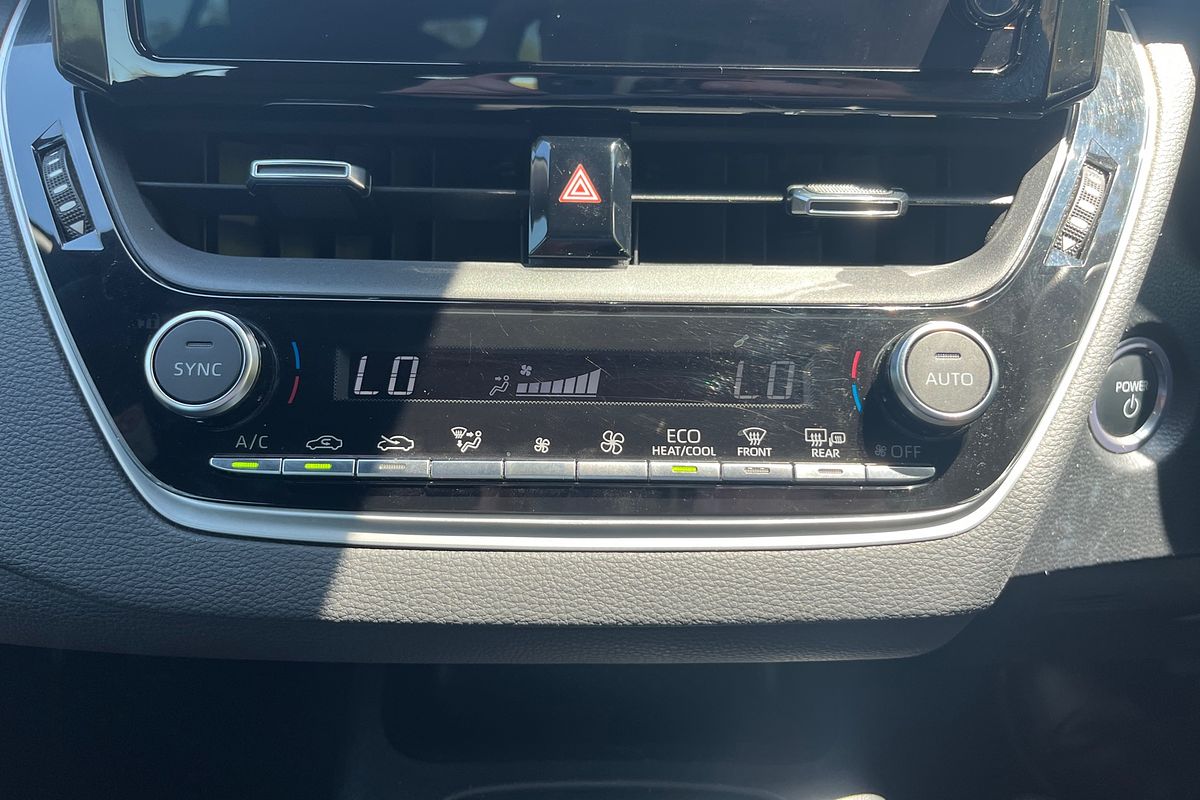 SYNC
LO
LO
AUTO
POWER
A/C
ECO
HEAT/COOL
FRONT
REAR
OFF